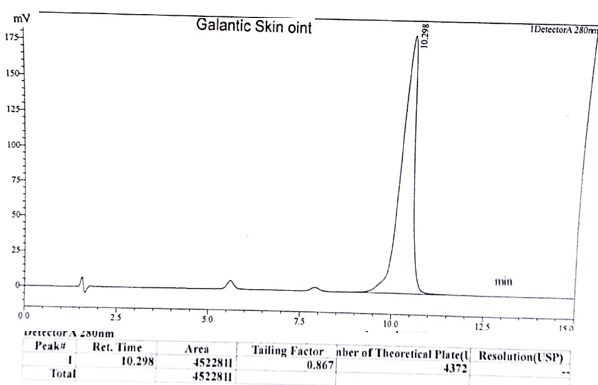 mV
Galantic Skin oint
1DetectorA 280nm
10.298
175
150
125
100
75
50
25
0
min
0.0 2.5 5.0 7.5 10.0 12.5 15.0
Detector A 280nm
Peak# Ret. Time Area Tailing Factor nber of Theoretical Plate(U Resolution(USP)
1 10.298 4522811 0.867 4372 --
Total 4522811